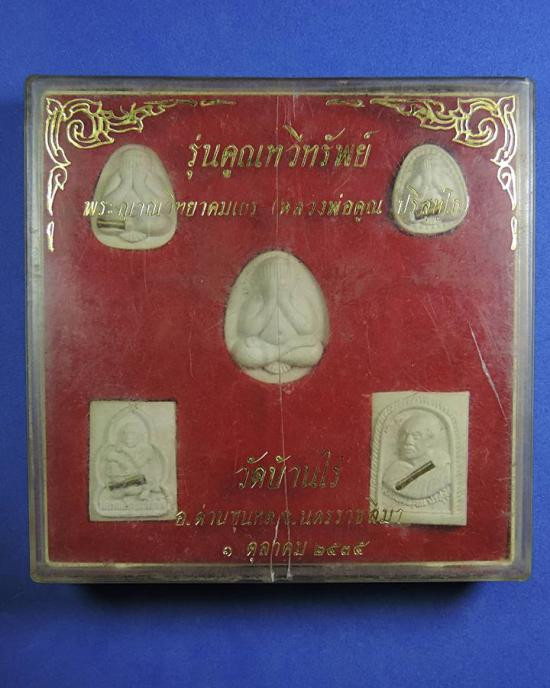 รุ่นคูณทวีทรัพย์
พระญาณวิทยาคมเถร (หลวงพ่อคูณ ปริสุทโธ)
วัดบ้านไร่
อ.ด่านขุนทด จ.นครราชสีมา
๑ ตุลาคม ๒๕๓๕